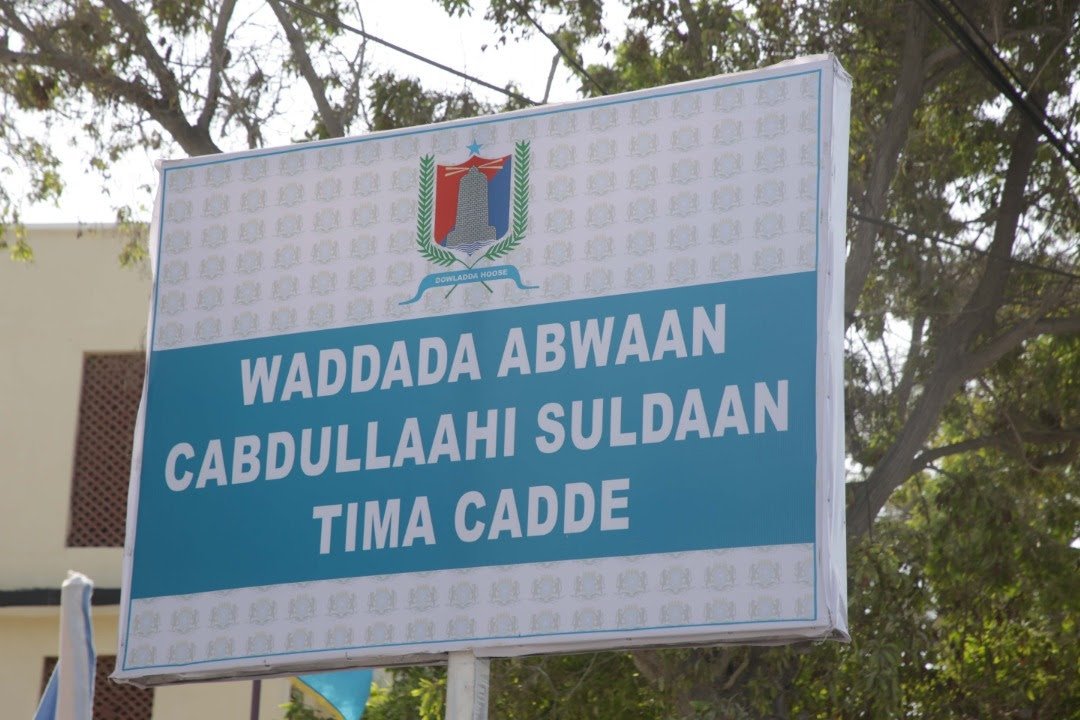 DOWLADDA HOOSE
WADDADA ABWAAN
CABDULLAAHI SULDAAN
TIMA CADDE